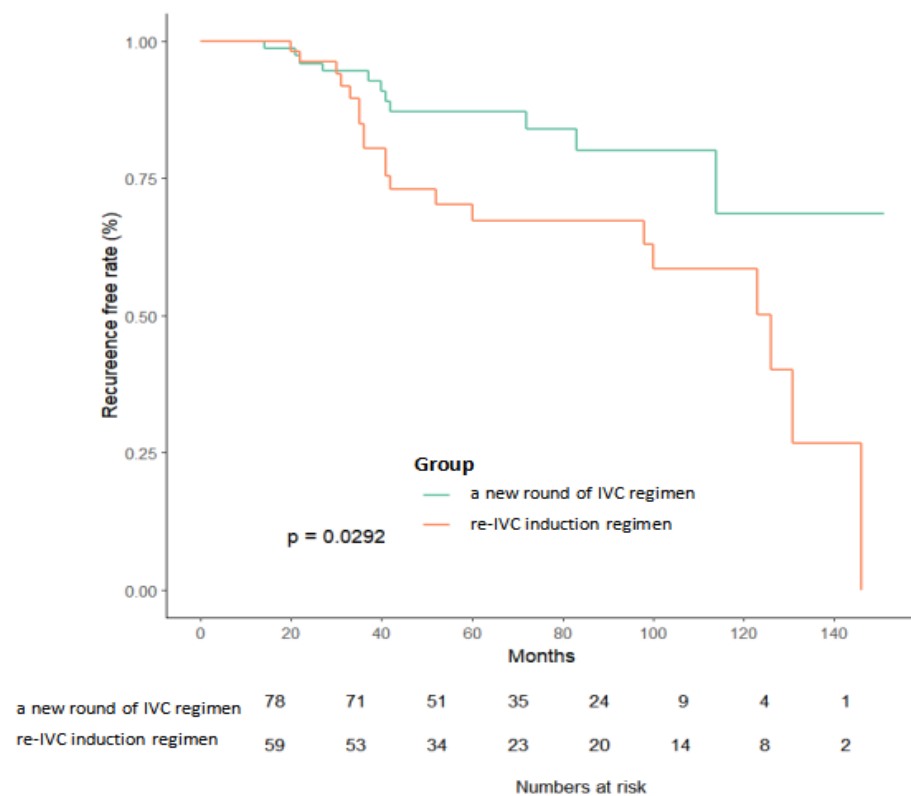 1.00
0.75
0.50
0.25
0.00
Recureence free rate (%)
Group
a new round of IVC regimen
re-IVC induction regimen
p = 0.0292
0 20 40 60 80 100 120 140
Months
a new round of IVC regimen 78 71 51 35 24 9 4 1
re-IVC induction regimen 59 53 34 23 20 14 8 2
Numbers at risk